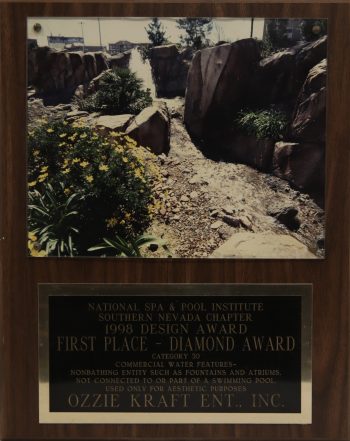 NATIONAL SPA & POOL INSTITUTE
SOUTHERN NEVADA CHAPTER
1998 DESIGN AWARD
FIRST PLACE - DIAMOND AWARD
CATEGORY 30
COMMERCIAL WATER FEATURES-
NONBATHING ENTITY SUCH AS FOUNTAINS AND ATRIUMS,
NOT CONNECTED TO OR PART OF A SWIMMING POOL,
USED ONLY FOR AESTHETIC PURPOSES
OZZIE KRAFT ENT., INC.